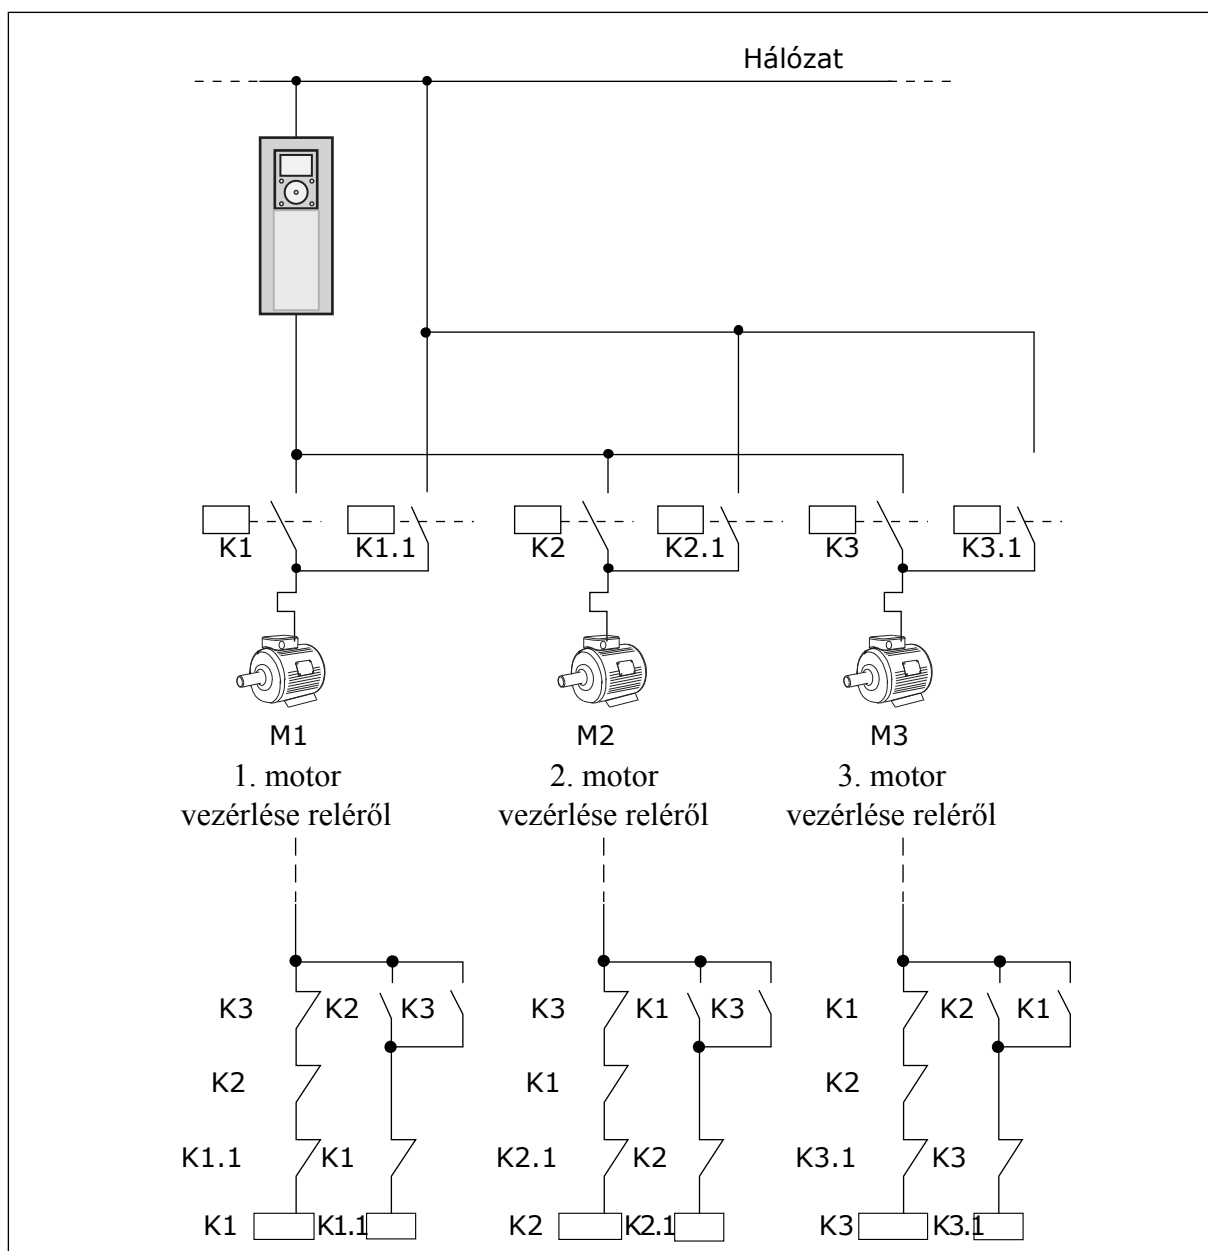 Hálózat
K1 K1.1 K2 K2.1 K3 K3.1
M1 M2 M3
1. motor 2. motor 3. motor
vezérlése reléről vezérlése reléről vezérlése reléről
K3 K2 K3 K3 K1 K3 K1 K2 K1
K2 K1 K2
K1.1 K1 K2.1 K2 K3.1 K3
K1 K1.1 K2 K2.1 K3 K3.1